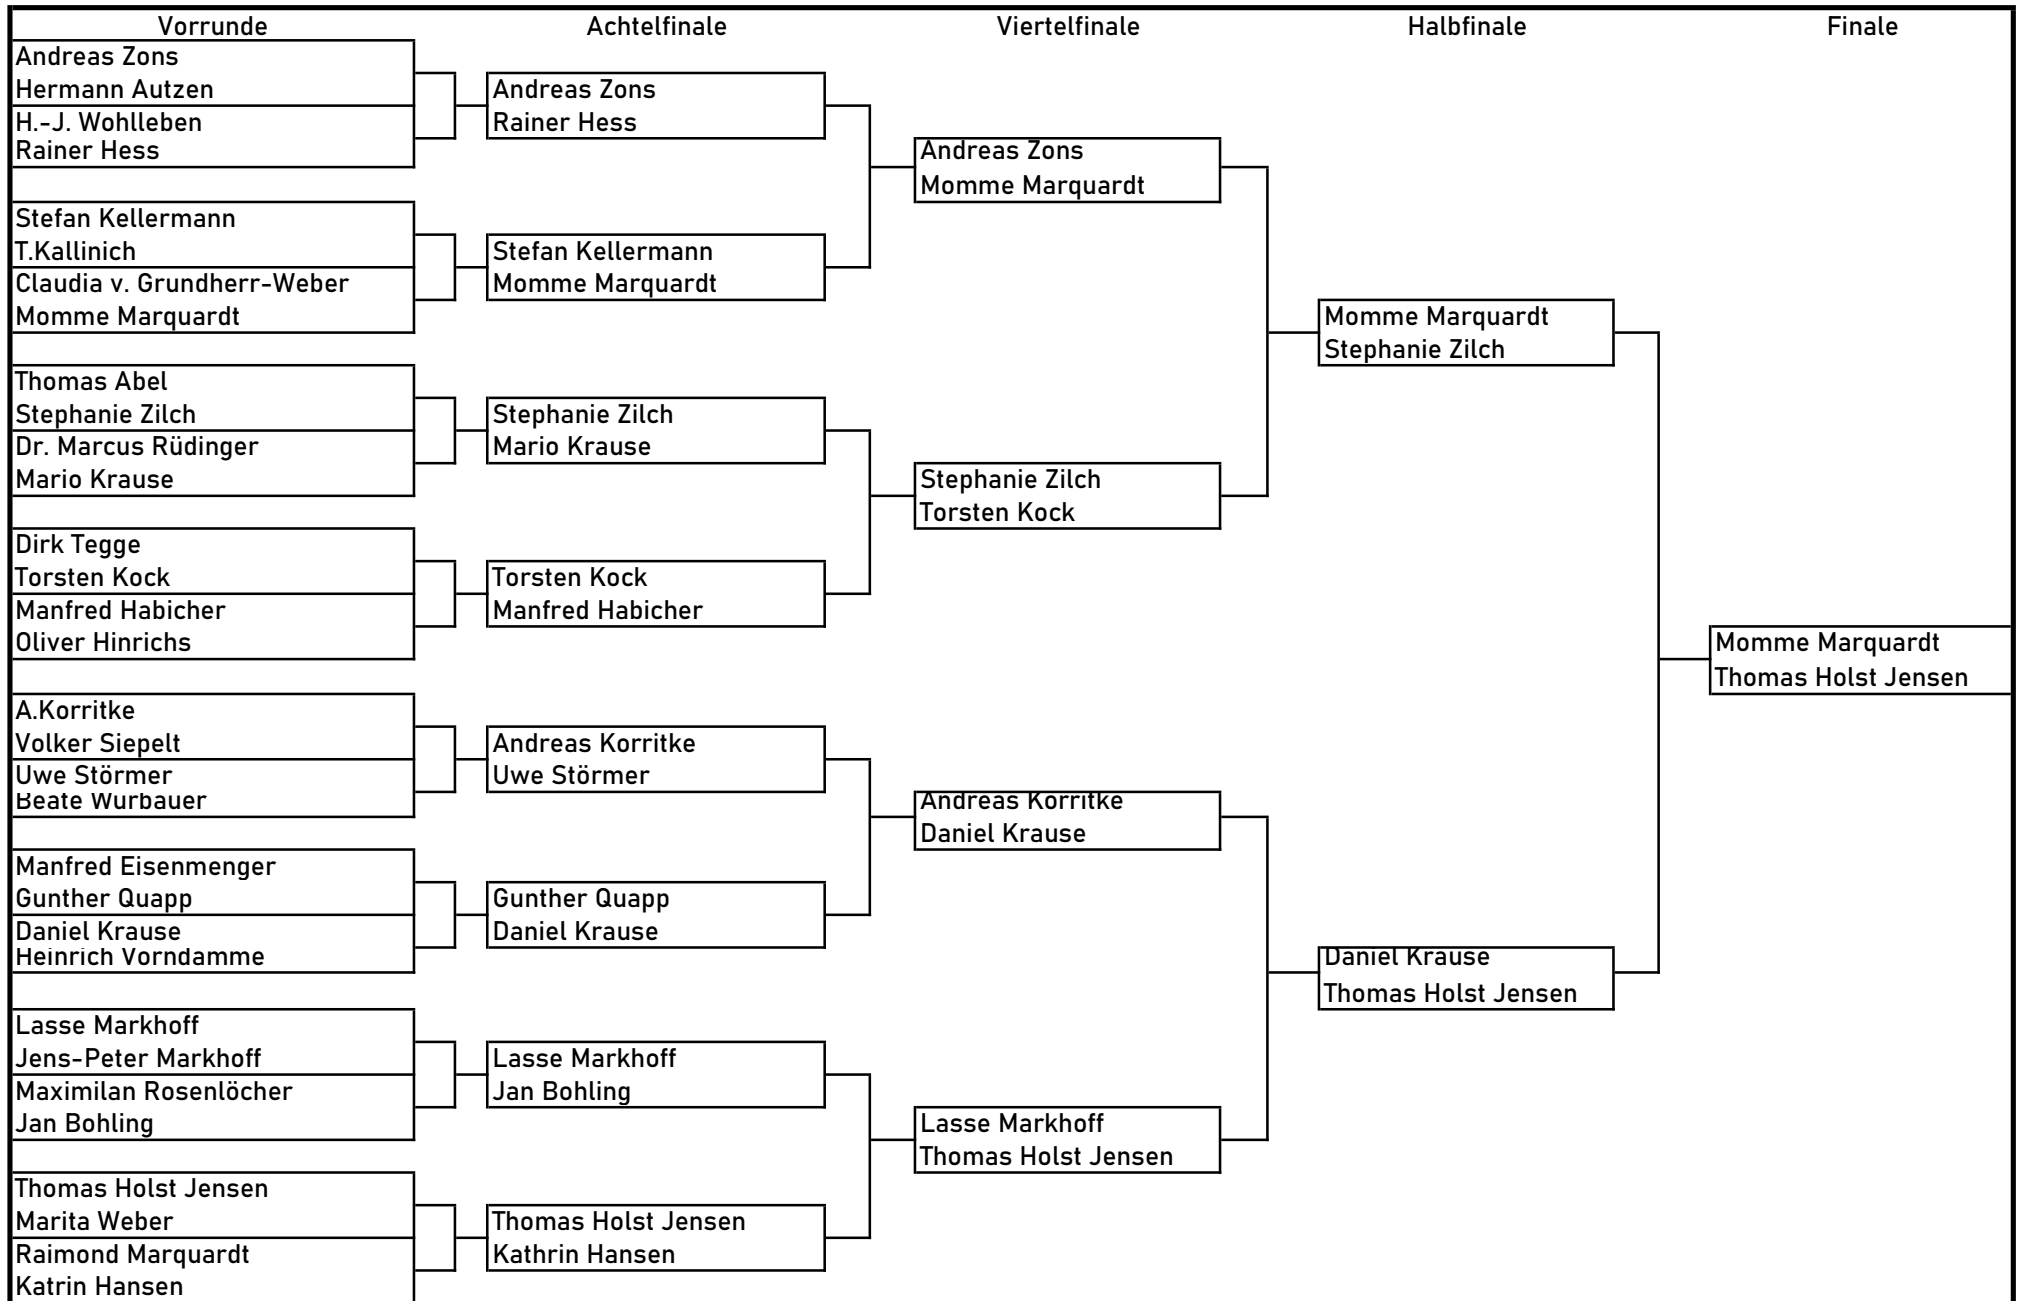 Vorrunde
Achtelfinale
Viertelfinale
Halbfinale
Finale
Andreas Zons
Hermann Autzen
H.-J. Wohlleben
Rainer Hess
Stefan Kellermann
T.Kallinich
Claudia v. Grundherr-Weber
Momme Marquardt
Thomas Abel
Stephanie Zilch
Dr. Marcus Rüdinger
Mario Krause
Dirk Tegge
Torsten Kock
Manfred Habicher
Oliver Hinrichs
A.Korritke
Volker Siepelt
Uwe Störmer
Beate Wurbauer
Manfred Eisenmenger
Gunther Quapp
Daniel Krause
Heinrich Vorndamme
Lasse Markhoff
Jens-Peter Markhoff
Maximilan Rosenlöcher
Jan Bohling
Thomas Holst Jensen
Marita Weber
Raimond Marquardt
Katrin Hansen
Andreas Zons
Rainer Hess
Stefan Kellermann
Momme Marquardt
Stephanie Zilch
Mario Krause
Torsten Kock
Manfred Habicher
Andreas Korritke
Uwe Störmer
Gunther Quapp
Daniel Krause
Lasse Markhoff
Jan Bohling
Thomas Holst Jensen
Kathrin Hansen
Andreas Zons
Momme Marquardt
Stephanie Zilch
Torsten Kock
Andreas Korritke
Daniel Krause
Lasse Markhoff
Thomas Holst Jensen
Momme Marquardt
Stephanie Zilch
Daniel Krause
Thomas Holst Jensen
Momme Marquardt
Thomas Holst Jensen